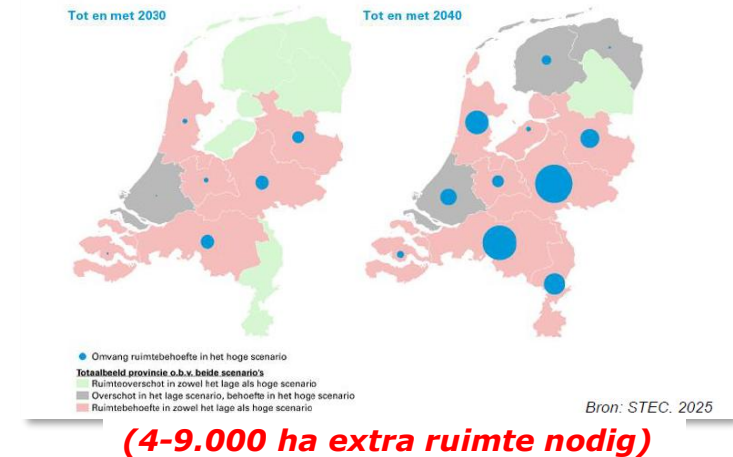 Tot en met 2030
Tot en met 2040
Omvang ruimtebehoefte in het hoge scenario
Totaalbeeld provincie o.b.v. beide scenario's
Ruimteoverschot in zowel het lage als hoge scenario
Overschot in het lage scenario, behoefte in het hoge scenario
Ruimtebehoefte in zowel het lage als hoge scenario
Bron: STEC. 2025
(4-9.000 ha extra ruimte nodig)